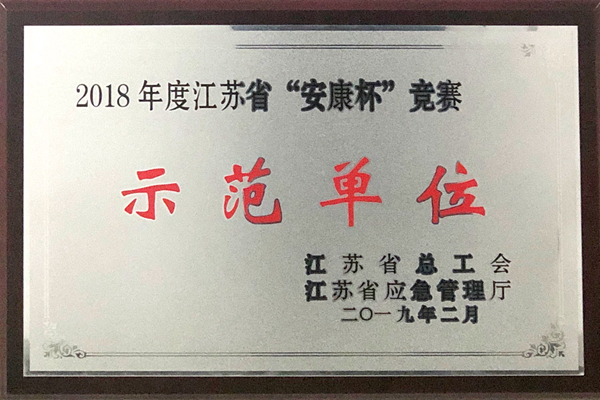 2018年度江苏省“安康杯”竞赛
示范单位
江苏省总工会
江苏省应急管理厅
二〇一九年二月